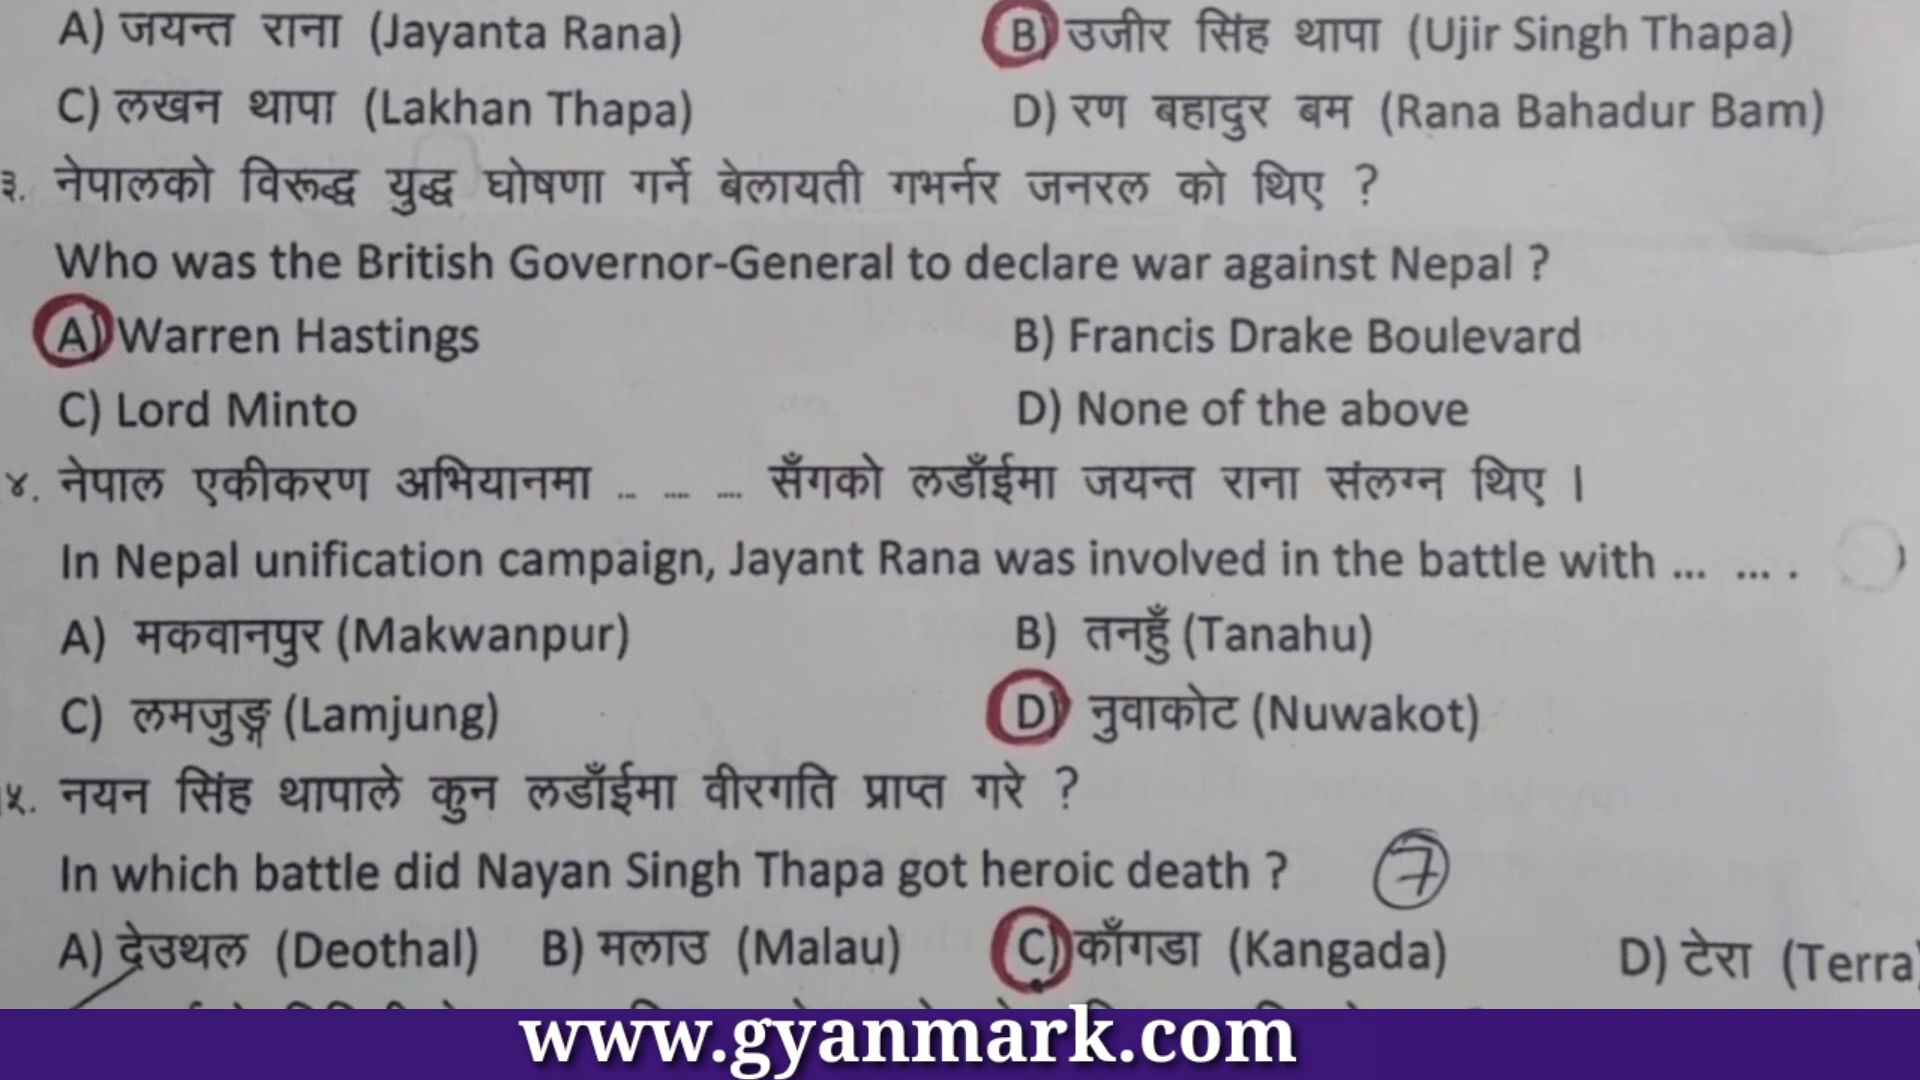 A) जयन्त राना (Jayanta Rana) B) उजीर सिंह थापा (Ujir Singh Thapa)
C) लखन थापा (Lakhan Thapa) D) रण बहादुर बम (Rana Bahadur Bam)
३. नेपालको विरूद्ध युद्ध घोषणा गर्ने बेलायती गभर्नर जनरल को थिए ?
Who was the British Governor-General to declare war against Nepal ?
A) Warren Hastings B) Francis Drake Boulevard
C) Lord Minto D) None of the above
४. नेपाल एकीकरण अभियानमा ... ... ... सँगको लडाँईमा जयन्त राना संलग्न थिए ।
In Nepal unification campaign, Jayant Rana was involved in the battle with ... ... .
A) मकवानपुर (Makwanpur) B) तनहुँ (Tanahu)
C) लमजुङ्ग (Lamjung) D) नुवाकोट (Nuwakot)
५. नयन सिंह थापाले कुन लडाँईमा वीरगति प्राप्त गरे ?
In which battle did Nayan Singh Thapa got heroic death ? 7
A) देउथल (Deothal) B) मलाउ (Malau) C) काँगडा (Kangada) D) टेरा (Terra)
www.gyanmark.com